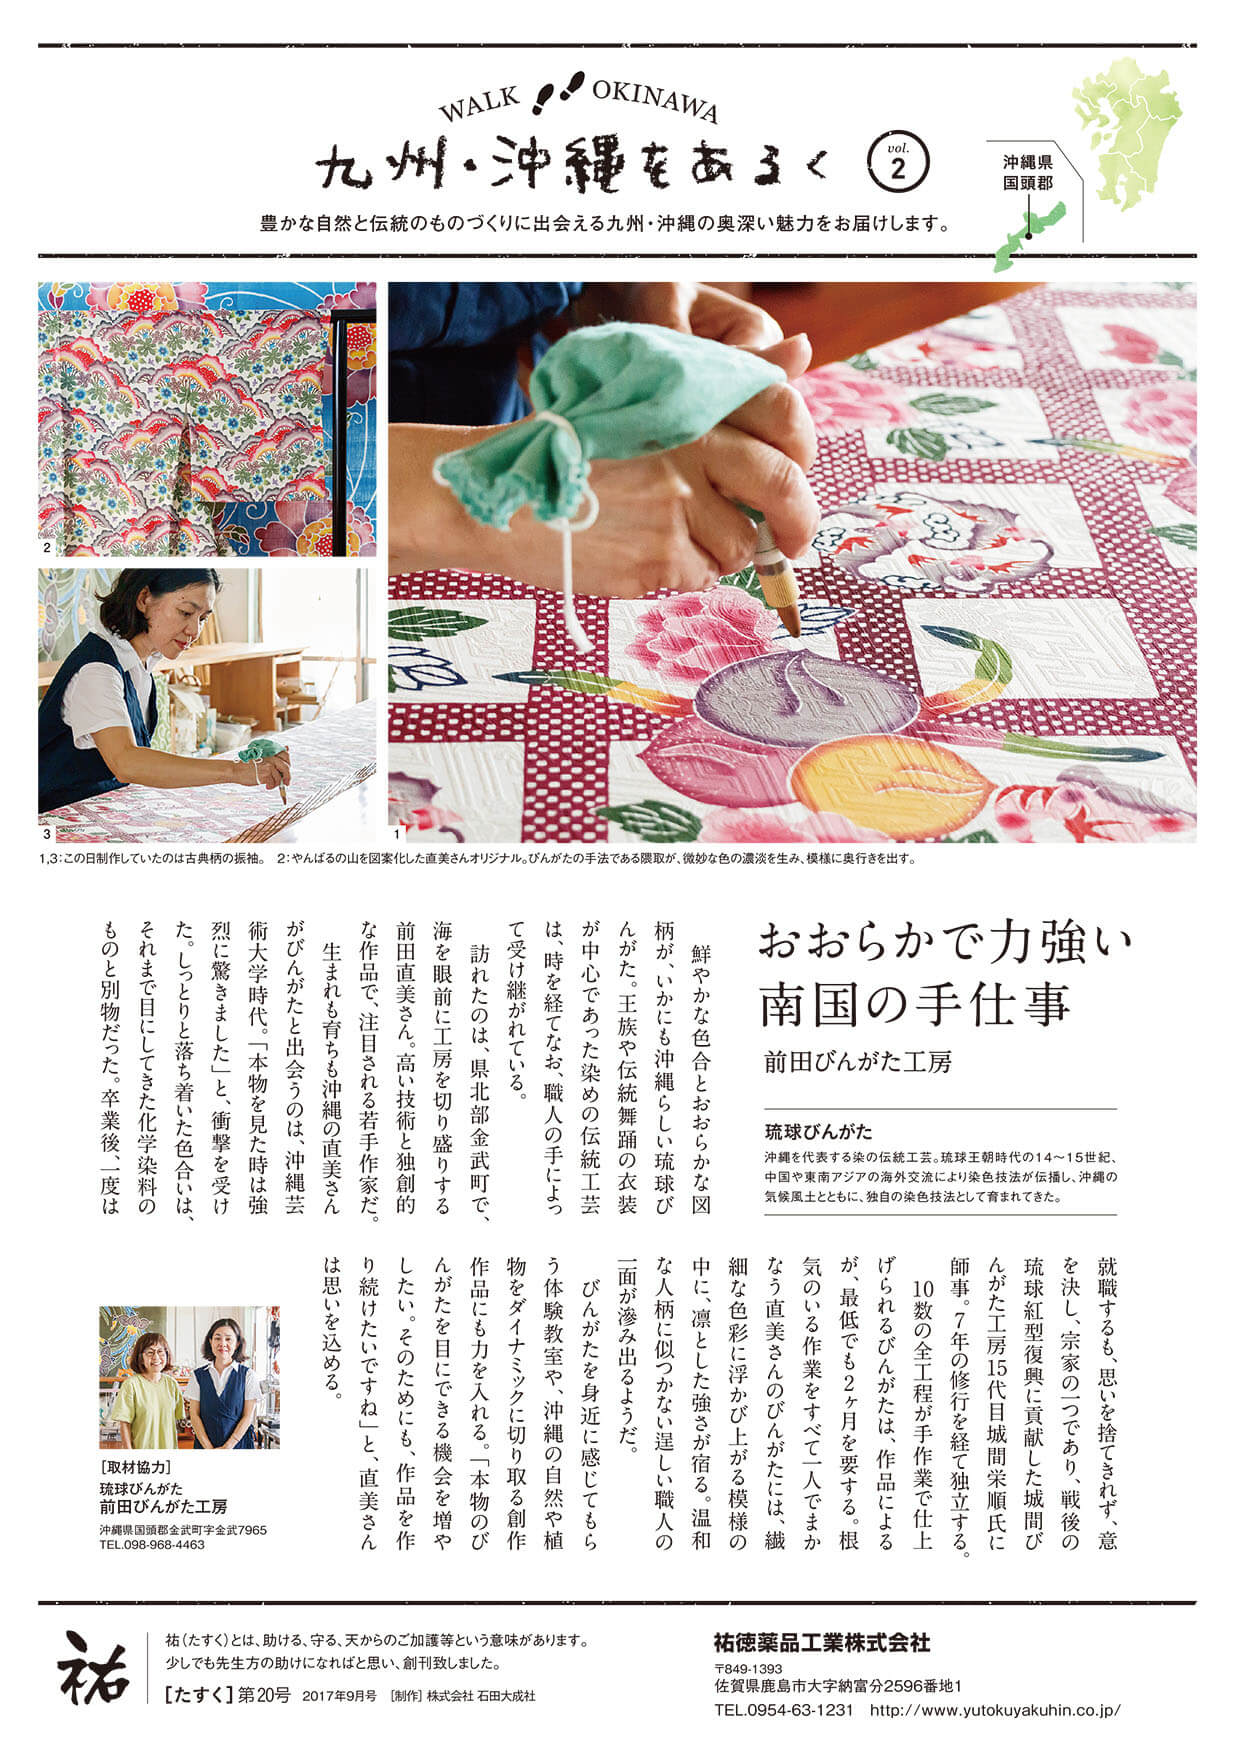 WALK OKINAWA
九州・沖縄をあるく
vol.
2
豊かな自然と伝統のものづくりに出会える九州・沖縄の奥深い魅力をお届けします。
沖縄県
国頭郡
2
3
1
1,3：この日制作していたのは古典柄の振袖。　2：やんばるの山を図案化した直美さんオリジナル。びんがたの手法である隈取が、微妙な色の濃淡を生み、模様に奥行きを出す。
おおらかで力強い
南国の手仕事
前田びんがた工房
琉球びんがた
沖縄を代表する染の伝統工芸。琉球王朝時代の14〜15世紀、
中国や東南アジアの海外交流により染色技法が伝播し、沖縄の
気候風土とともに、独自の染色技法として育まれてきた。
鮮やかな色合とおおらかな図
柄が、いかにも沖縄らしい琉球び
んがた。王族や伝統舞踊の衣装
が中心であった染めの伝統工芸
は、時を経てなお、職人の手によっ
て受け継がれている。
訪れたのは、県北部金武町で、
海を眼前に工房を切り盛りする
前田直美さん。高い技術と独創的
な作品で、注目される若手作家だ。
生まれも育ちも沖縄の直美さん
がびんがたと出会うのは、沖縄芸
術大学時代。「本物を見た時は強
烈に驚きました」と、衝撃を受け
た。しっとりと落ち着いた色合いは、
それまで目にしてきた化学染料の
ものと別物だった。卒業後、一度は
就職するも、思いを捨てきれず、意
を決し、宗家の一つであり、戦後の
琉球紅型復興に貢献した城間び
んがた工房15代目城間栄順氏に
師事。7年の修行を経て独立する。
10数の全工程が手作業で仕上
げられるびんがたは、作品による
が、最低でも2ヶ月を要する。根
気のいる作業をすべて一人でまか
なう直美さんのびんがたには、繊
細な色彩に浮かび上がる模様の
中に、凛とした強さが宿る。温和
な人柄に似つかない逞しい職人の
一面が滲み出るようだ。
びんがたを身近に感じてもら
う体験教室や、沖縄の自然や植
物をダイナミックに切り取る創作
作品にも力を入れる。「本物のび
んがたを目にできる機会を増や
したい。そのためにも、作品を作
り続けたいですね」と、直美さん
は思いを込める。
［取材協力］
琉球びんがた
前田びんがた工房
沖縄県国頭郡金武町字金武7965
TEL.098-968-4463
祐
祐（たすく）とは、助ける、守る、天からのご加護等という意味があります。
少しでも先生方の助けになればと思い、創刊致しました。
［たすく］第20号　2017年9月号　［制作］株式会社 石田大成社
祐徳薬品工業株式会社
〒849-1393
佐賀県鹿島市大字納富分2596番地1
TEL.0954-63-1231　http://www.yutokuyakuhin.co.jp/